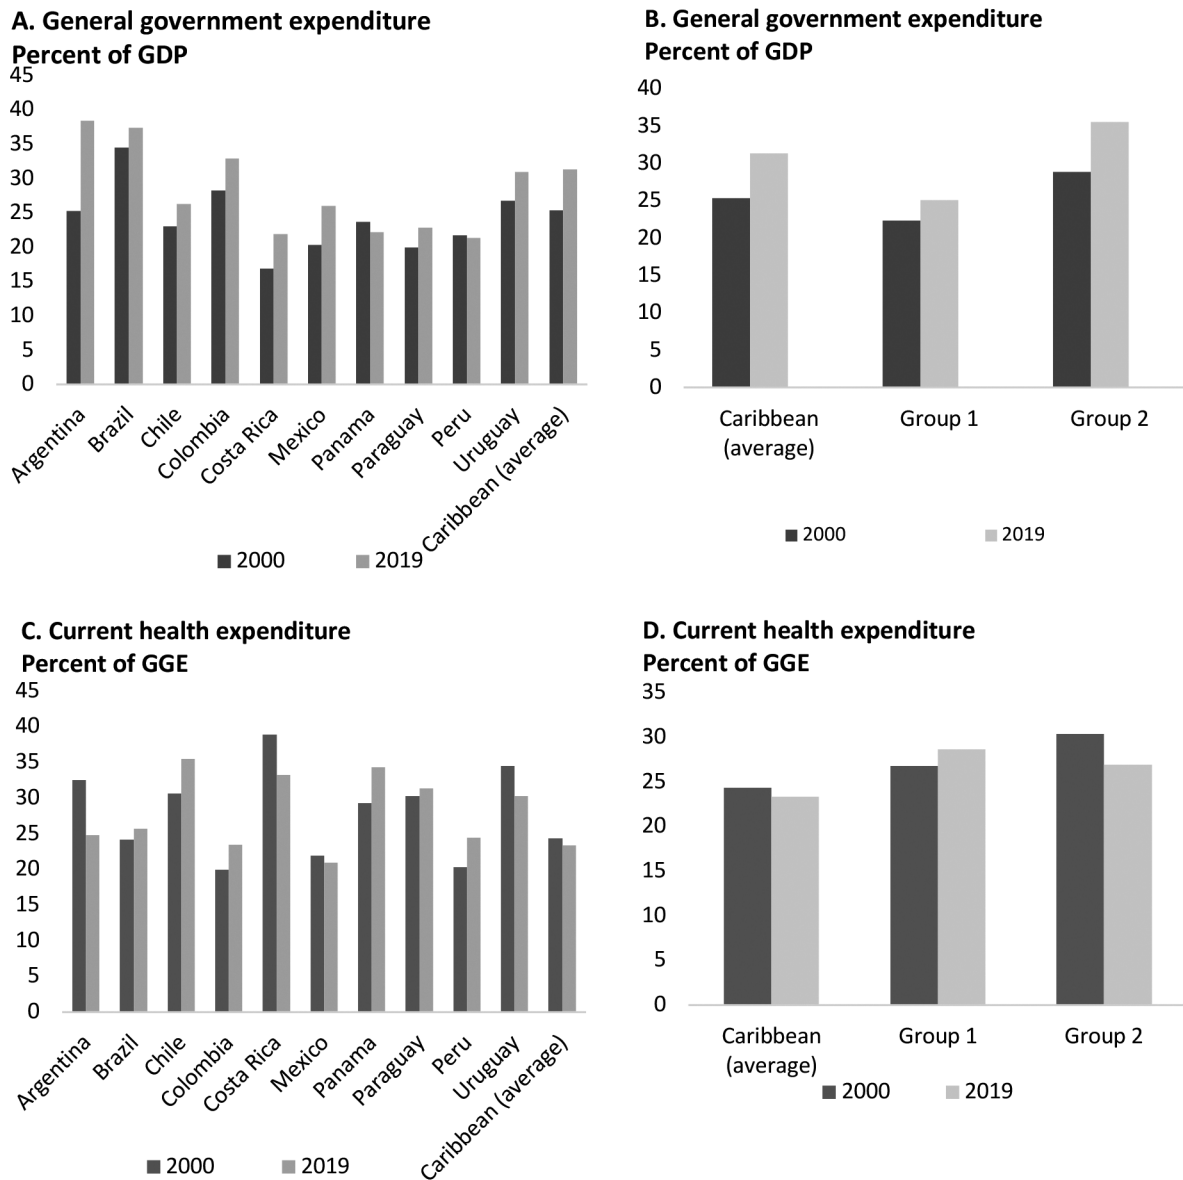 A. General government expenditure
Percent of GDP
45
40
35
30
25
20
15
10
5
0
Argentina
Brazil
Chile
Colombia
Costa Rica
Mexico
Panama
Paraguay
Peru
Uruguay
Caribbean (average)
2000 2019
B. General government expenditure
Percent of GDP
40
35
30
25
20
15
10
5
0
Caribbean
(average)
Group 1
Group 2
2000 2019
C. Current health expenditure
Percent of GGE
45
40
35
30
25
20
15
10
5
0
Argentina
Brazil
Chile
Colombia
Costa Rica
Mexico
Panama
Paraguay
Peru
Uruguay
Caribbean (average)
2000 2019
D. Current health expenditure
Percent of GGE
35
30
25
20
15
10
5
0
Caribbean
(average)
Group 1
Group 2
2000 2019